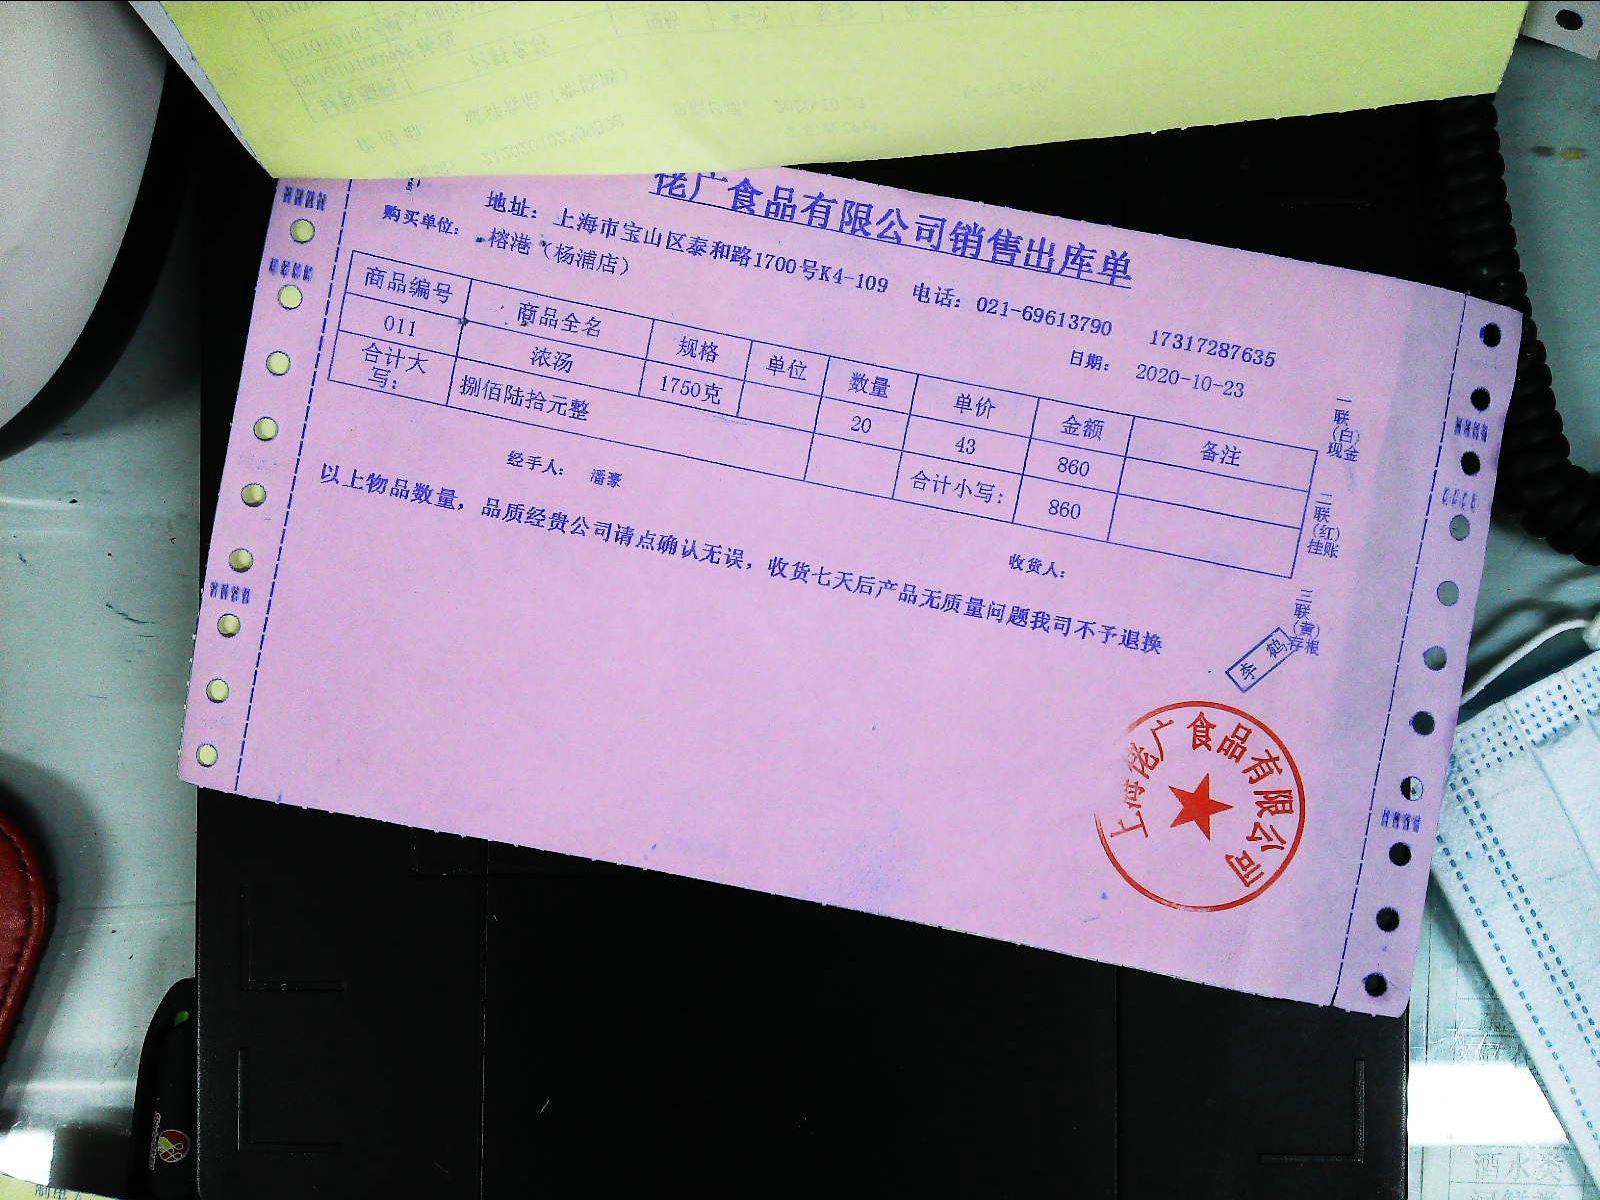 佬广食品有限公司销售出库单
地址：上海市宝山区泰和路1700号K4-109 电话：021-69613790 17317287635
购买单位：榕港（杨浦店） 日期：2020-10-23
商品编号 商品全名 规格 单位 数量 单价 金额 备注
011 浓汤 1750克 20 43 860
合计大写： 捌佰陆拾元整 合计小写： 860
经手人： 潘豪 收货人：
以上物品数量，品质经贵公司请点确认无误，收货七天后产品无质量问题我司不予退换
一联（白）现金
二联（红）挂账
三联（黄）存根
李鹤
上海佬广食品有限公司
酒水类